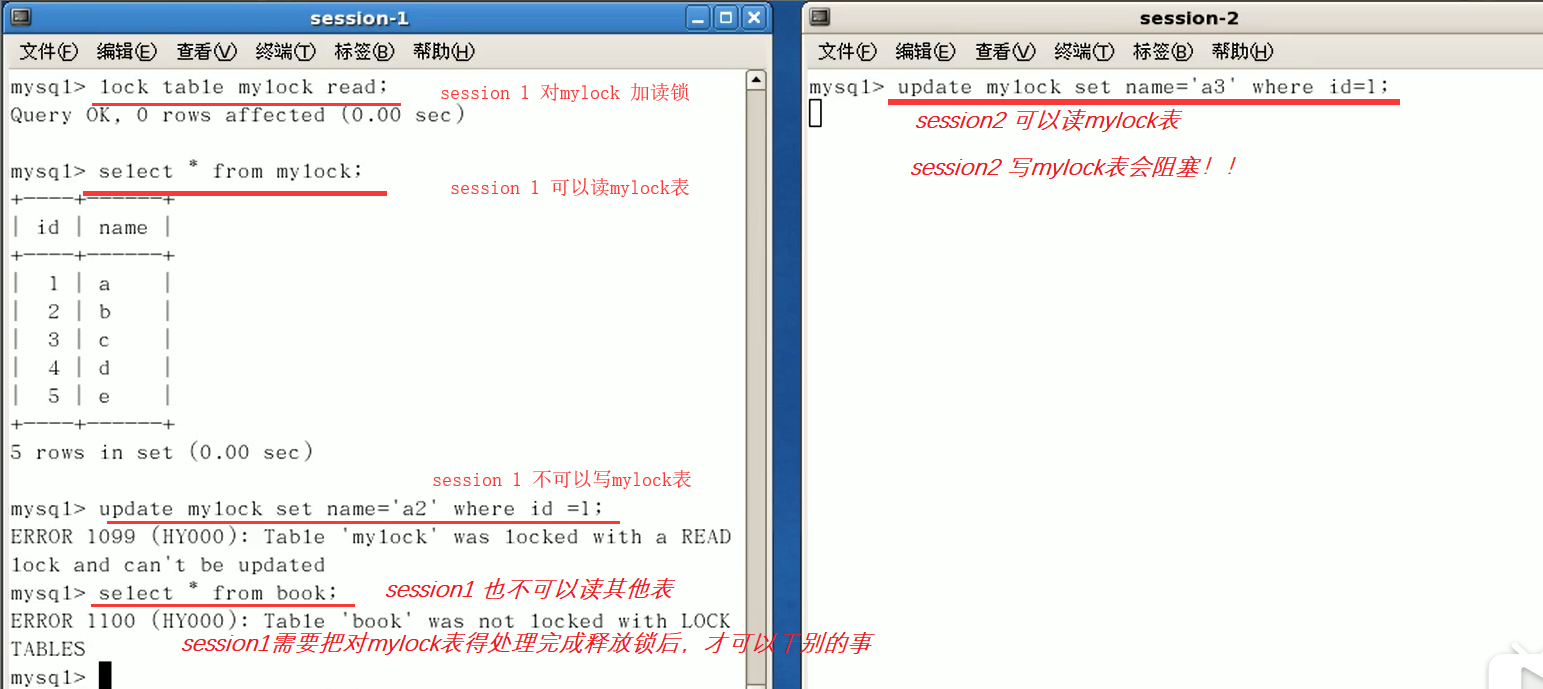 session-1
文件(F) 编辑(E) 查看(V) 终端(T) 标签(B) 帮助(H)
mysql> lock table mylock read;
session 1 对mylock 加读锁
Query OK, 0 rows affected (0.00 sec)
mysql> select * from mylock;
session 1 可以读mylock表
+----+------+
| id | name |
+----+------+
| 1 | a |
| 2 | b |
| 3 | c |
| 4 | d |
| 5 | e |
+----+------+
5 rows in set (0.00 sec)
session 1 不可以写mylock表
mysql> update mylock set name='a2' where id =1;
ERROR 1099 (HY000): Table 'mylock' was locked with a READ
lock and can't be updated
mysql> select * from book;
session1 也不可以读其他表
ERROR 1100 (HY000): Table 'book' was not locked with LOCK
TABLES
session1需要把对mylock表得处理完成释放锁后，才可以丁别的事
mysql>
session-2
文件(F) 编辑(E) 查看(V) 终端(T) 标签(B) 帮助(H)
mysql> update mylock set name='a3' where id=1;
session2 可以读mylock表
session2 写mylock表会阻塞！！